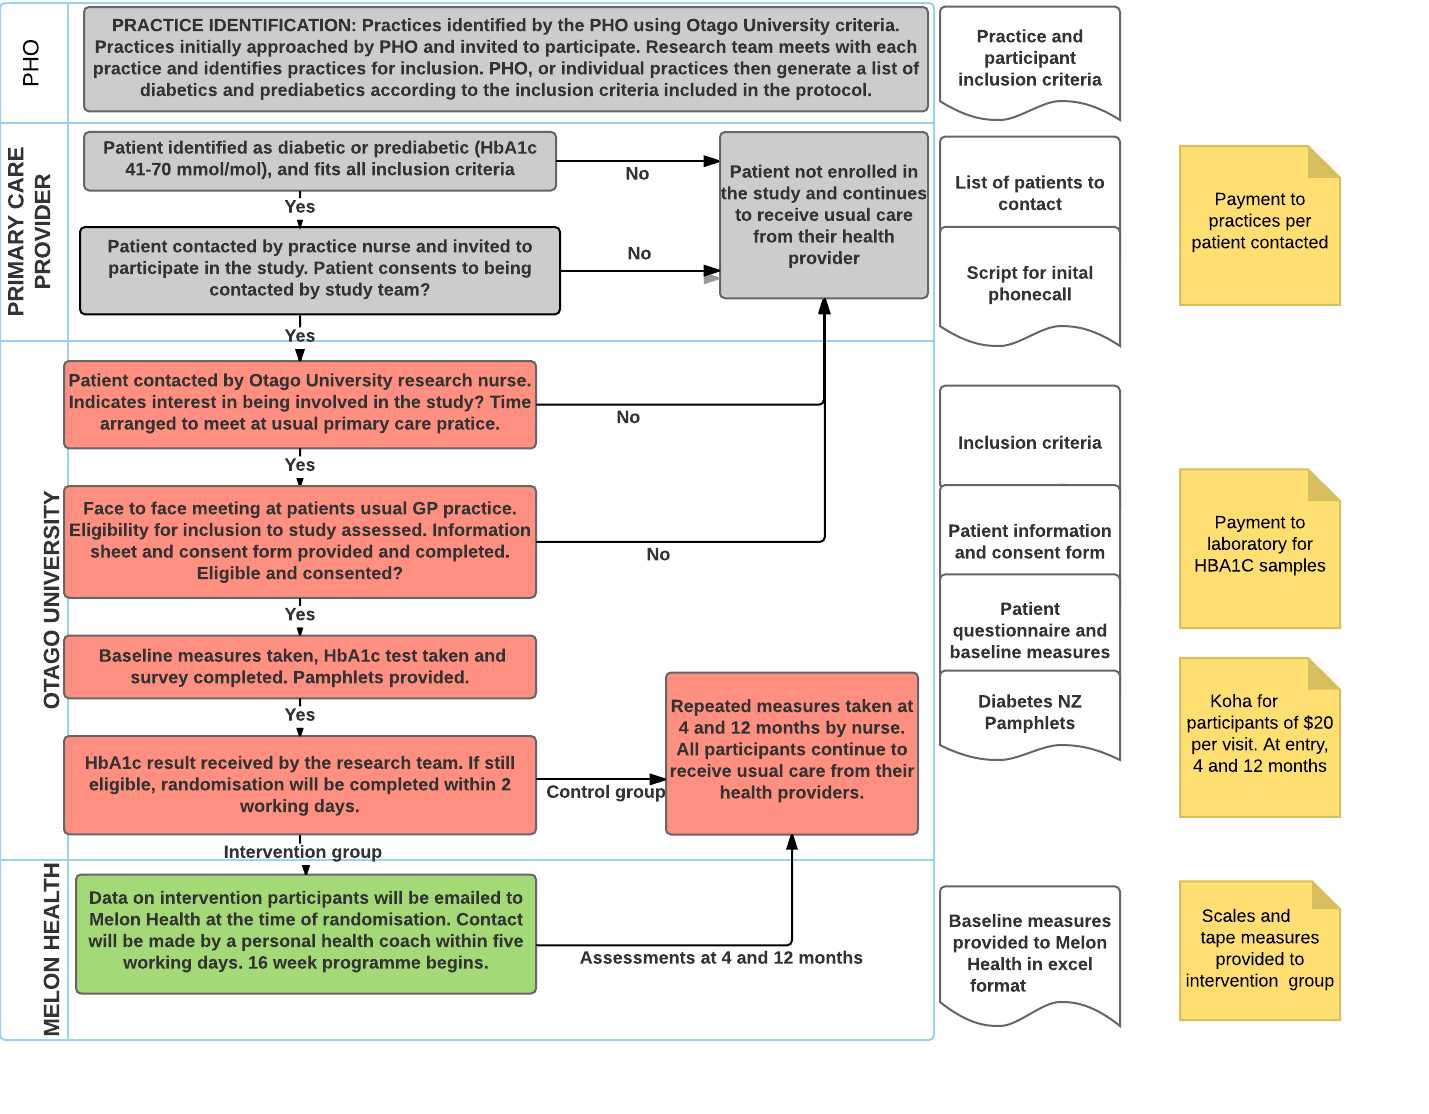 PHO
PRACTICE IDENTIFICATION: Practices identified by the PHO using Otago University criteria.
Practices initially approached by PHO and invited to participate. Research team meets with each
practice and identifies practices for inclusion. PHO, or individual practices then generate a list of
diabetics and prediabetics according to the inclusion criteria included in the protocol.
Practice and
participant
inclusion criteria
PRIMARY CARE
PROVIDER
Patient identified as diabetic or prediabetic (HbA1c
41-70 mmol/mol), and fits all inclusion criteria
No
Yes
Patient contacted by practice nurse and invited to
participate in the study. Patient consents to being
contacted by study team?
No
Yes
Patient not enrolled in
the study and continues
to receive usual care
from their health
provider
List of patients to
contact
Script for inital
phonecall
Payment to
practices per
patient contacted
OTAGO UNIVERSITY
Patient contacted by Otago University research nurse.
Indicates interest in being involved in the study? Time
arranged to meet at usual primary care pratice.
No
Yes
Face to face meeting at patients usual GP practice.
Eligibility for inclusion to study assessed. Information
sheet and consent form provided and completed.
Eligible and consented?
No
Yes
Baseline measures taken, HbA1c test taken and
survey completed. Pamphlets provided.
Yes
HbA1c result received by the research team. If still
eligible, randomisation will be completed within 2
working days.
Control group
Intervention group
Repeated measures taken at
4 and 12 months by nurse.
All participants continue to
receive usual care from their
health providers.
Inclusion criteria
Patient information
and consent form
Patient
questionnaire and
baseline measures
Diabetes NZ
Pamphlets
Payment to
laboratory for
HBA1C samples
Koha for
participants of $20
per visit. At entry,
4 and 12 months
MELON HEALTH
Data on intervention participants will be emailed to
Melon Health at the time of randomisation. Contact
will be made by a personal health coach within five
working days. 16 week programme begins.
Assessments at 4 and 12 months
Baseline measures
provided to Melon
Health in excel
format
Scales and
tape measures
provided to
intervention  group